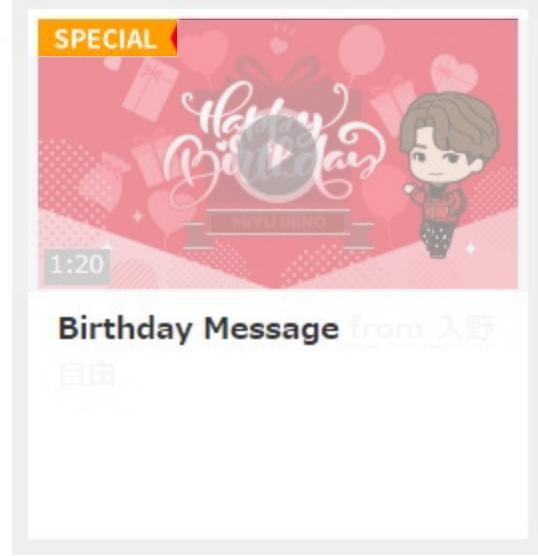 SPECIAL
Happy
Birthday
MIYU IRINO
1:20
Birthday Message from 入野
自由